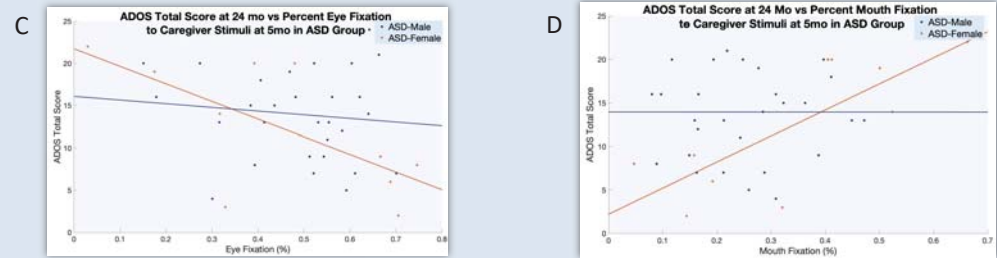 C
ADOS Total Score at 24 mo vs Percent Eye Fixation
to Caregiver Stimuli at 5mo in ASD Group
ASD-Male
ASD-Female
25
20
15
10
5
0
ADOS Total Score
0 0.1 0.2 0.3 0.4 0.5 0.6 0.7 0.8
Eye Fixation (%)
D
ADOS Total Score at 24 Mo vs Percent Mouth Fixation
to Caregiver Stimuli at 5mo in ASD Group
ASD-Male
ASD-Female
25
20
15
10
5
0
ADOS Total Score
0 0.1 0.2 0.3 0.4 0.5 0.6 0.7
Mouth Fixation (%)